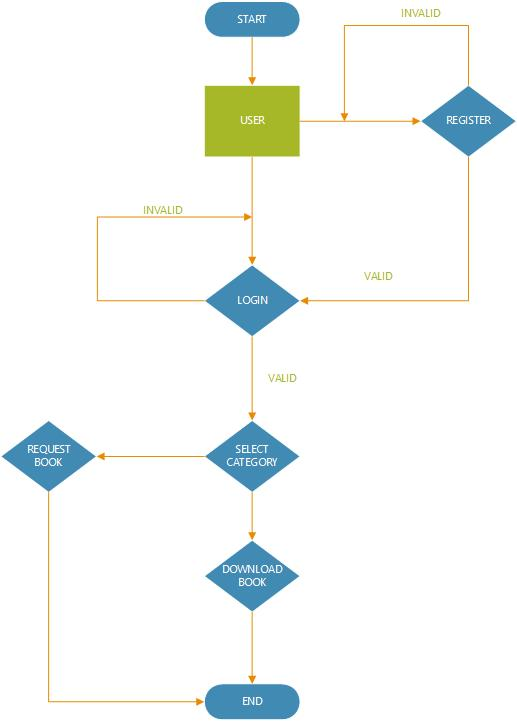 START
INVALID
USER
REGISTER
INVALID
VALID
LOGIN
VALID
REQUEST
BOOK
SELECT
CATEGORY
DOWNLOAD
BOOK
END